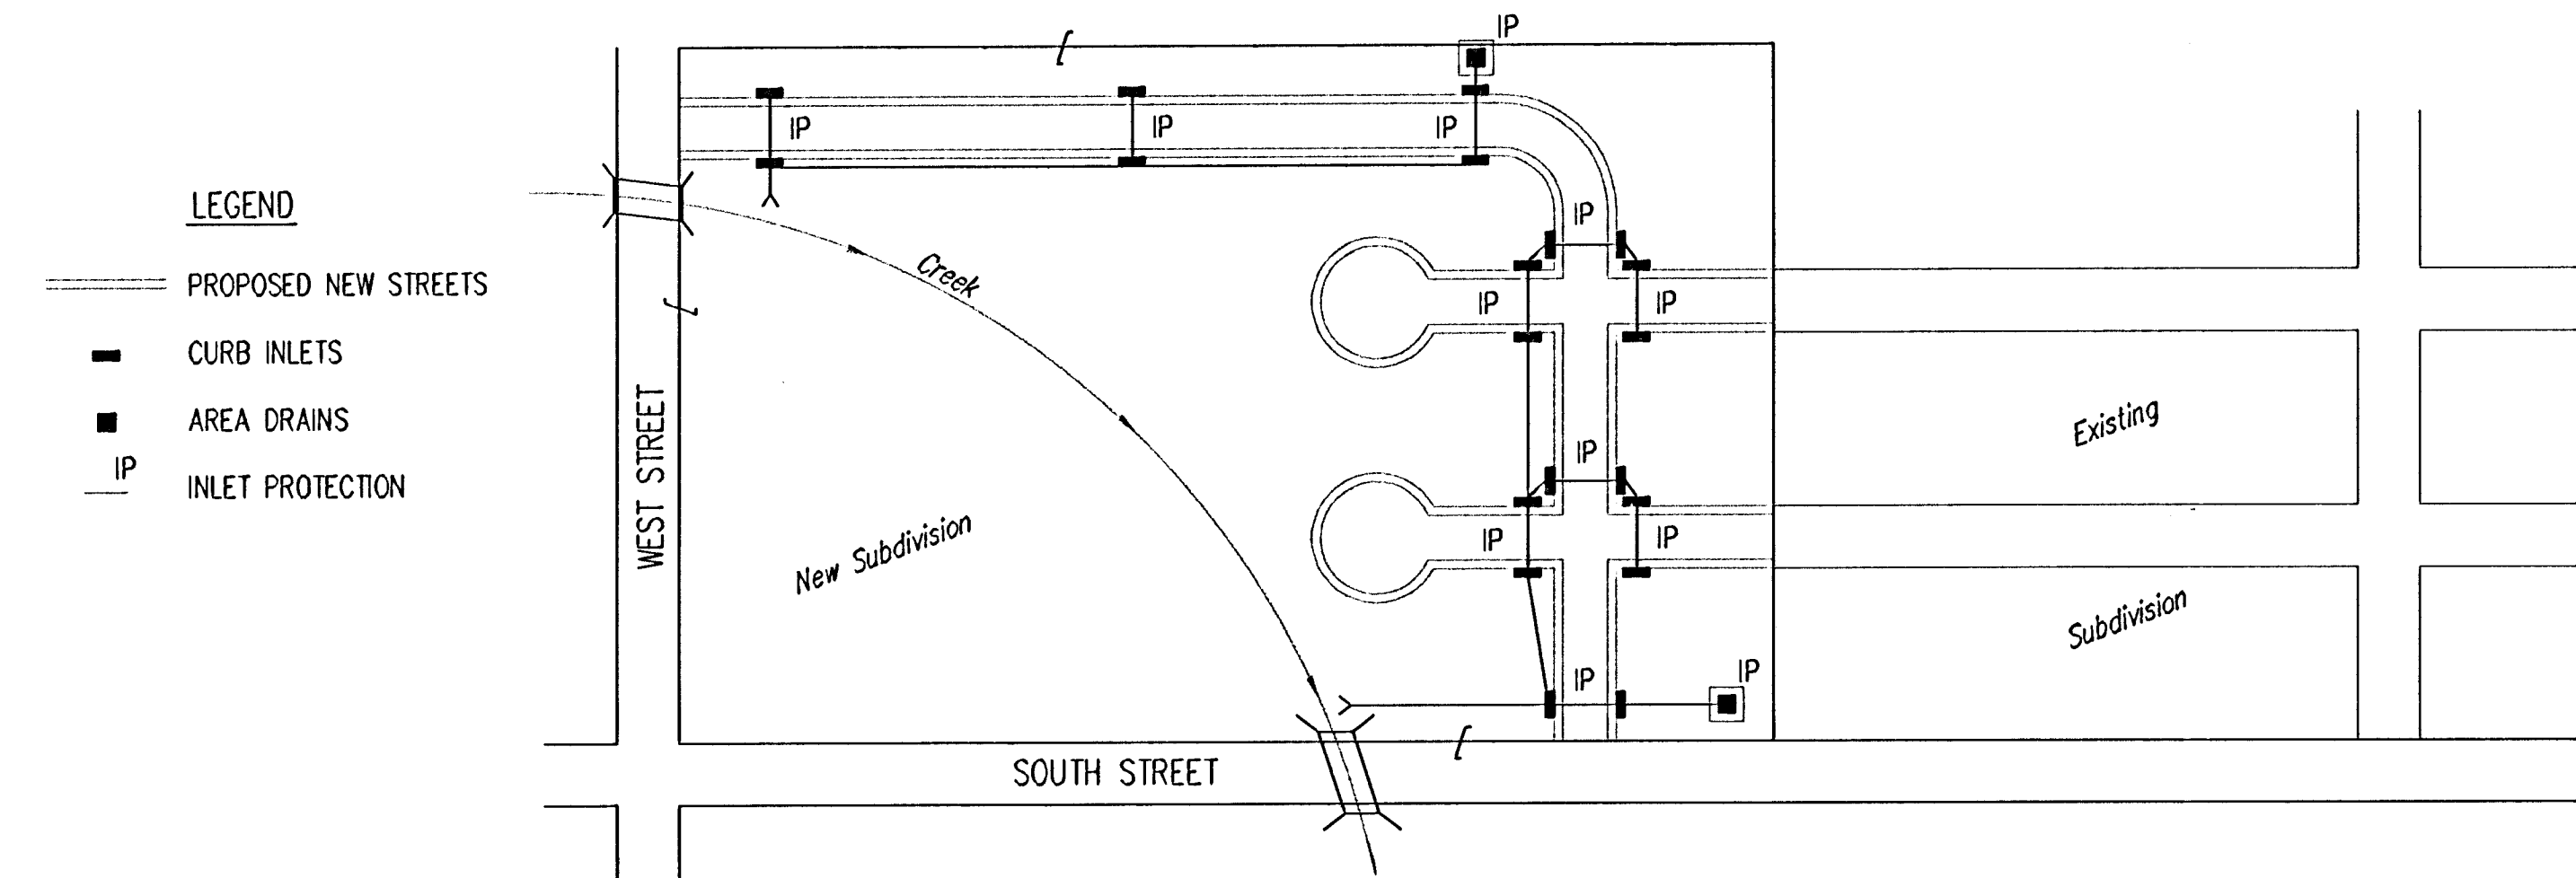 LEGEND
PROPOSED NEW STREETS
CURB INLETS
AREA DRAINS
IP
INLET PROTECTION
IP
IP
IP
IP
IP
IP
IP
IP
IP
IP
IP
IP
Creek
WEST STREET
New Subdivision
Existing
Subdivision
IP
SOUTH STREET